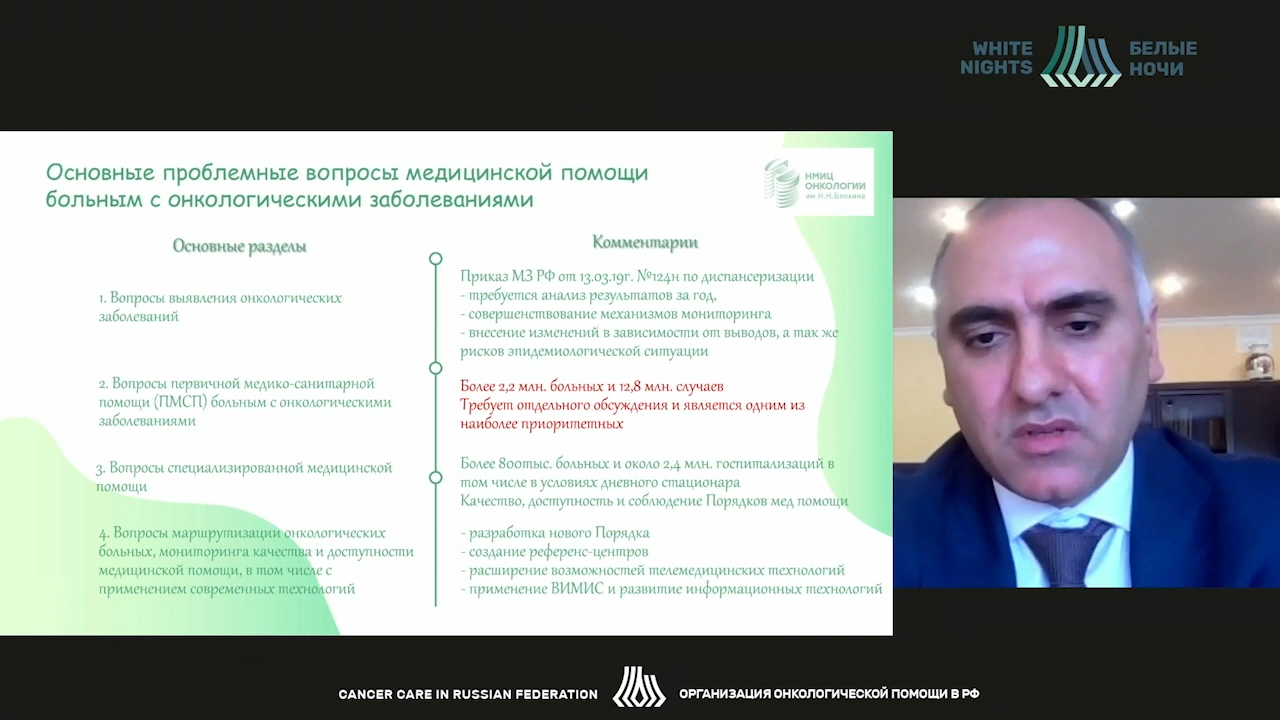 WHITE
NIGHTS
БЕЛЫЕ
НОЧИ
Основные проблемные вопросы медицинской помощи
больным с онкологическими заболеваниями
НМИЦ
ОНКОЛОГИИ
им.Н.Н.Блохина
Основные разделы
Комментарии
1. Вопросы выявления онкологических
заболеваний
Приказ МЗ РФ от 13.03.19г. №124н по диспансеризации
- требуется анализ результатов за год,
- совершенствование механизмов мониторинга
- внесение изменений в зависимости от выводов, а так же
рисков эпидемиологической ситуации
2. Вопросы первичной медико-санитарной
помощи (ПМСП) больным с онкологическими
заболеваниями
Более 2,2 млн. больных и 12,8 млн. случаев
Требует отдельного обсуждения и является одним из
наиболее приоритетных
3. Вопросы специализированной медицинской
помощи
Более 800тыс. больных и около 2,4 млн. госпитализаций в
том числе в условиях дневного стационара
Качество, доступность и соблюдение Порядков мед помощи
4. Вопросы маршрутизации онкологических
больных, мониторинга качества и доступности
медицинской помощи, в том числе с
применением современных технологий
- разработка нового Порядка
- создание референс-центров
- расширение возможностей телемедицинских технологий
- применение ВИМИС и развитие информационных технологий
CANCER CARE IN RUSSIAN FEDERATION
ОРГАНИЗАЦИЯ ОНКОЛОГИЧЕСКОЙ ПОМОЩИ В РФ